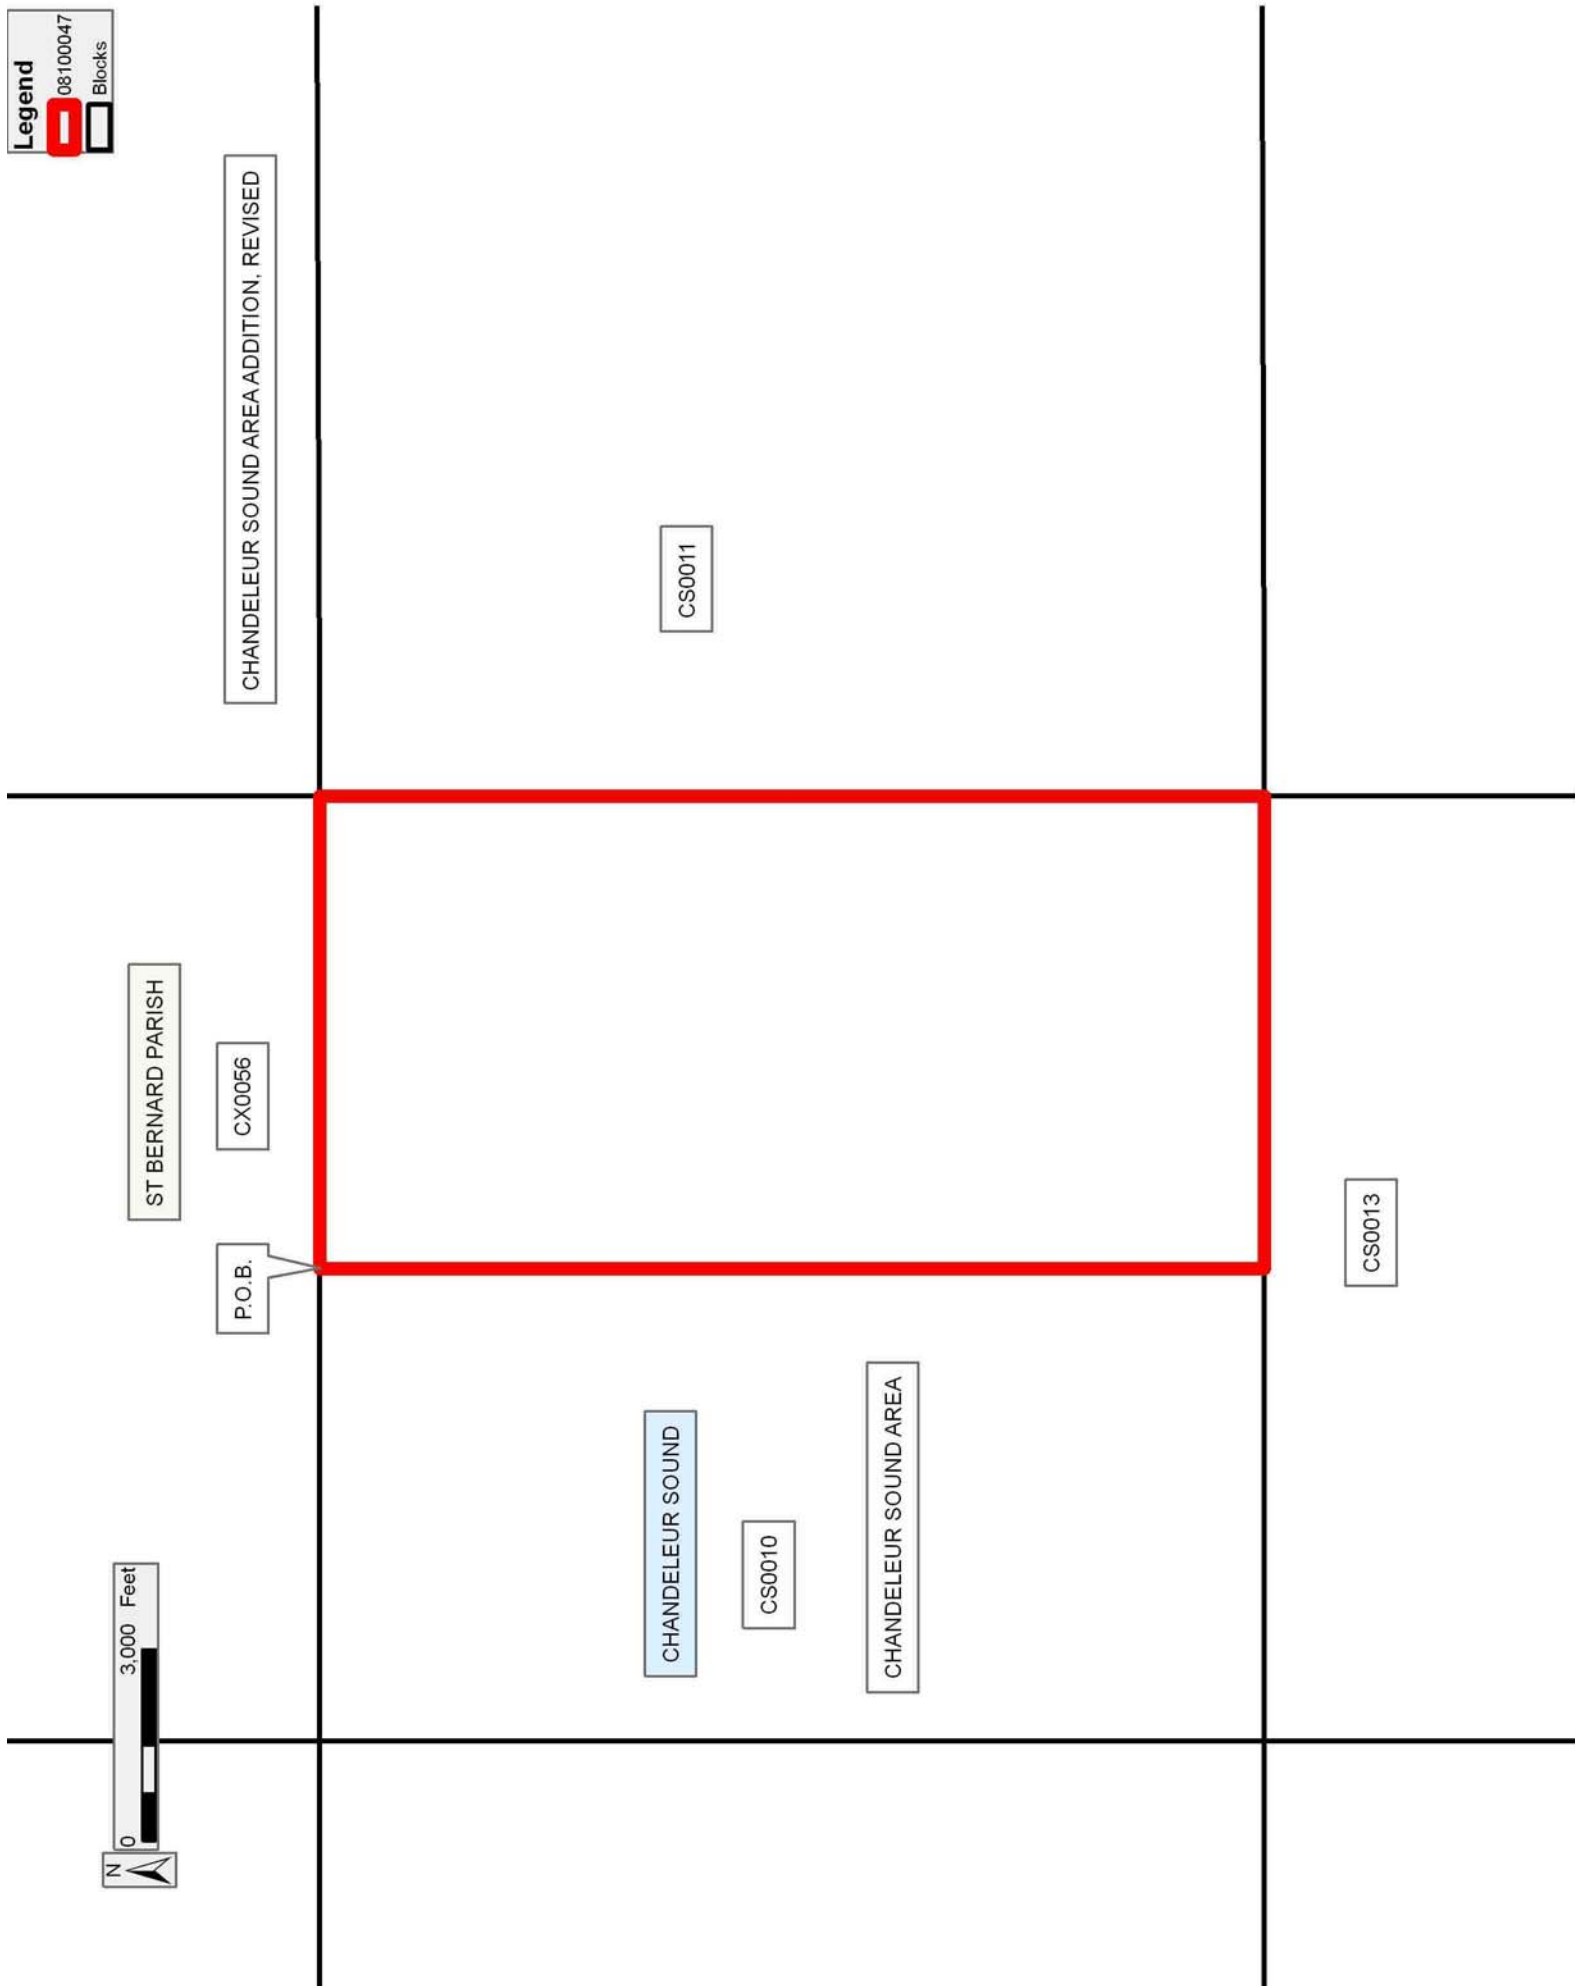 N
0 3,000 Feet
Legend
08100047
Blocks
ST BERNARD PARISH
P.O.B.
CX0056
CHANDELEUR SOUND AREA ADDITION, REVISED
CHANDELEUR SOUND
CS0010
CHANDELEUR SOUND AREA
CS0011
CS0013